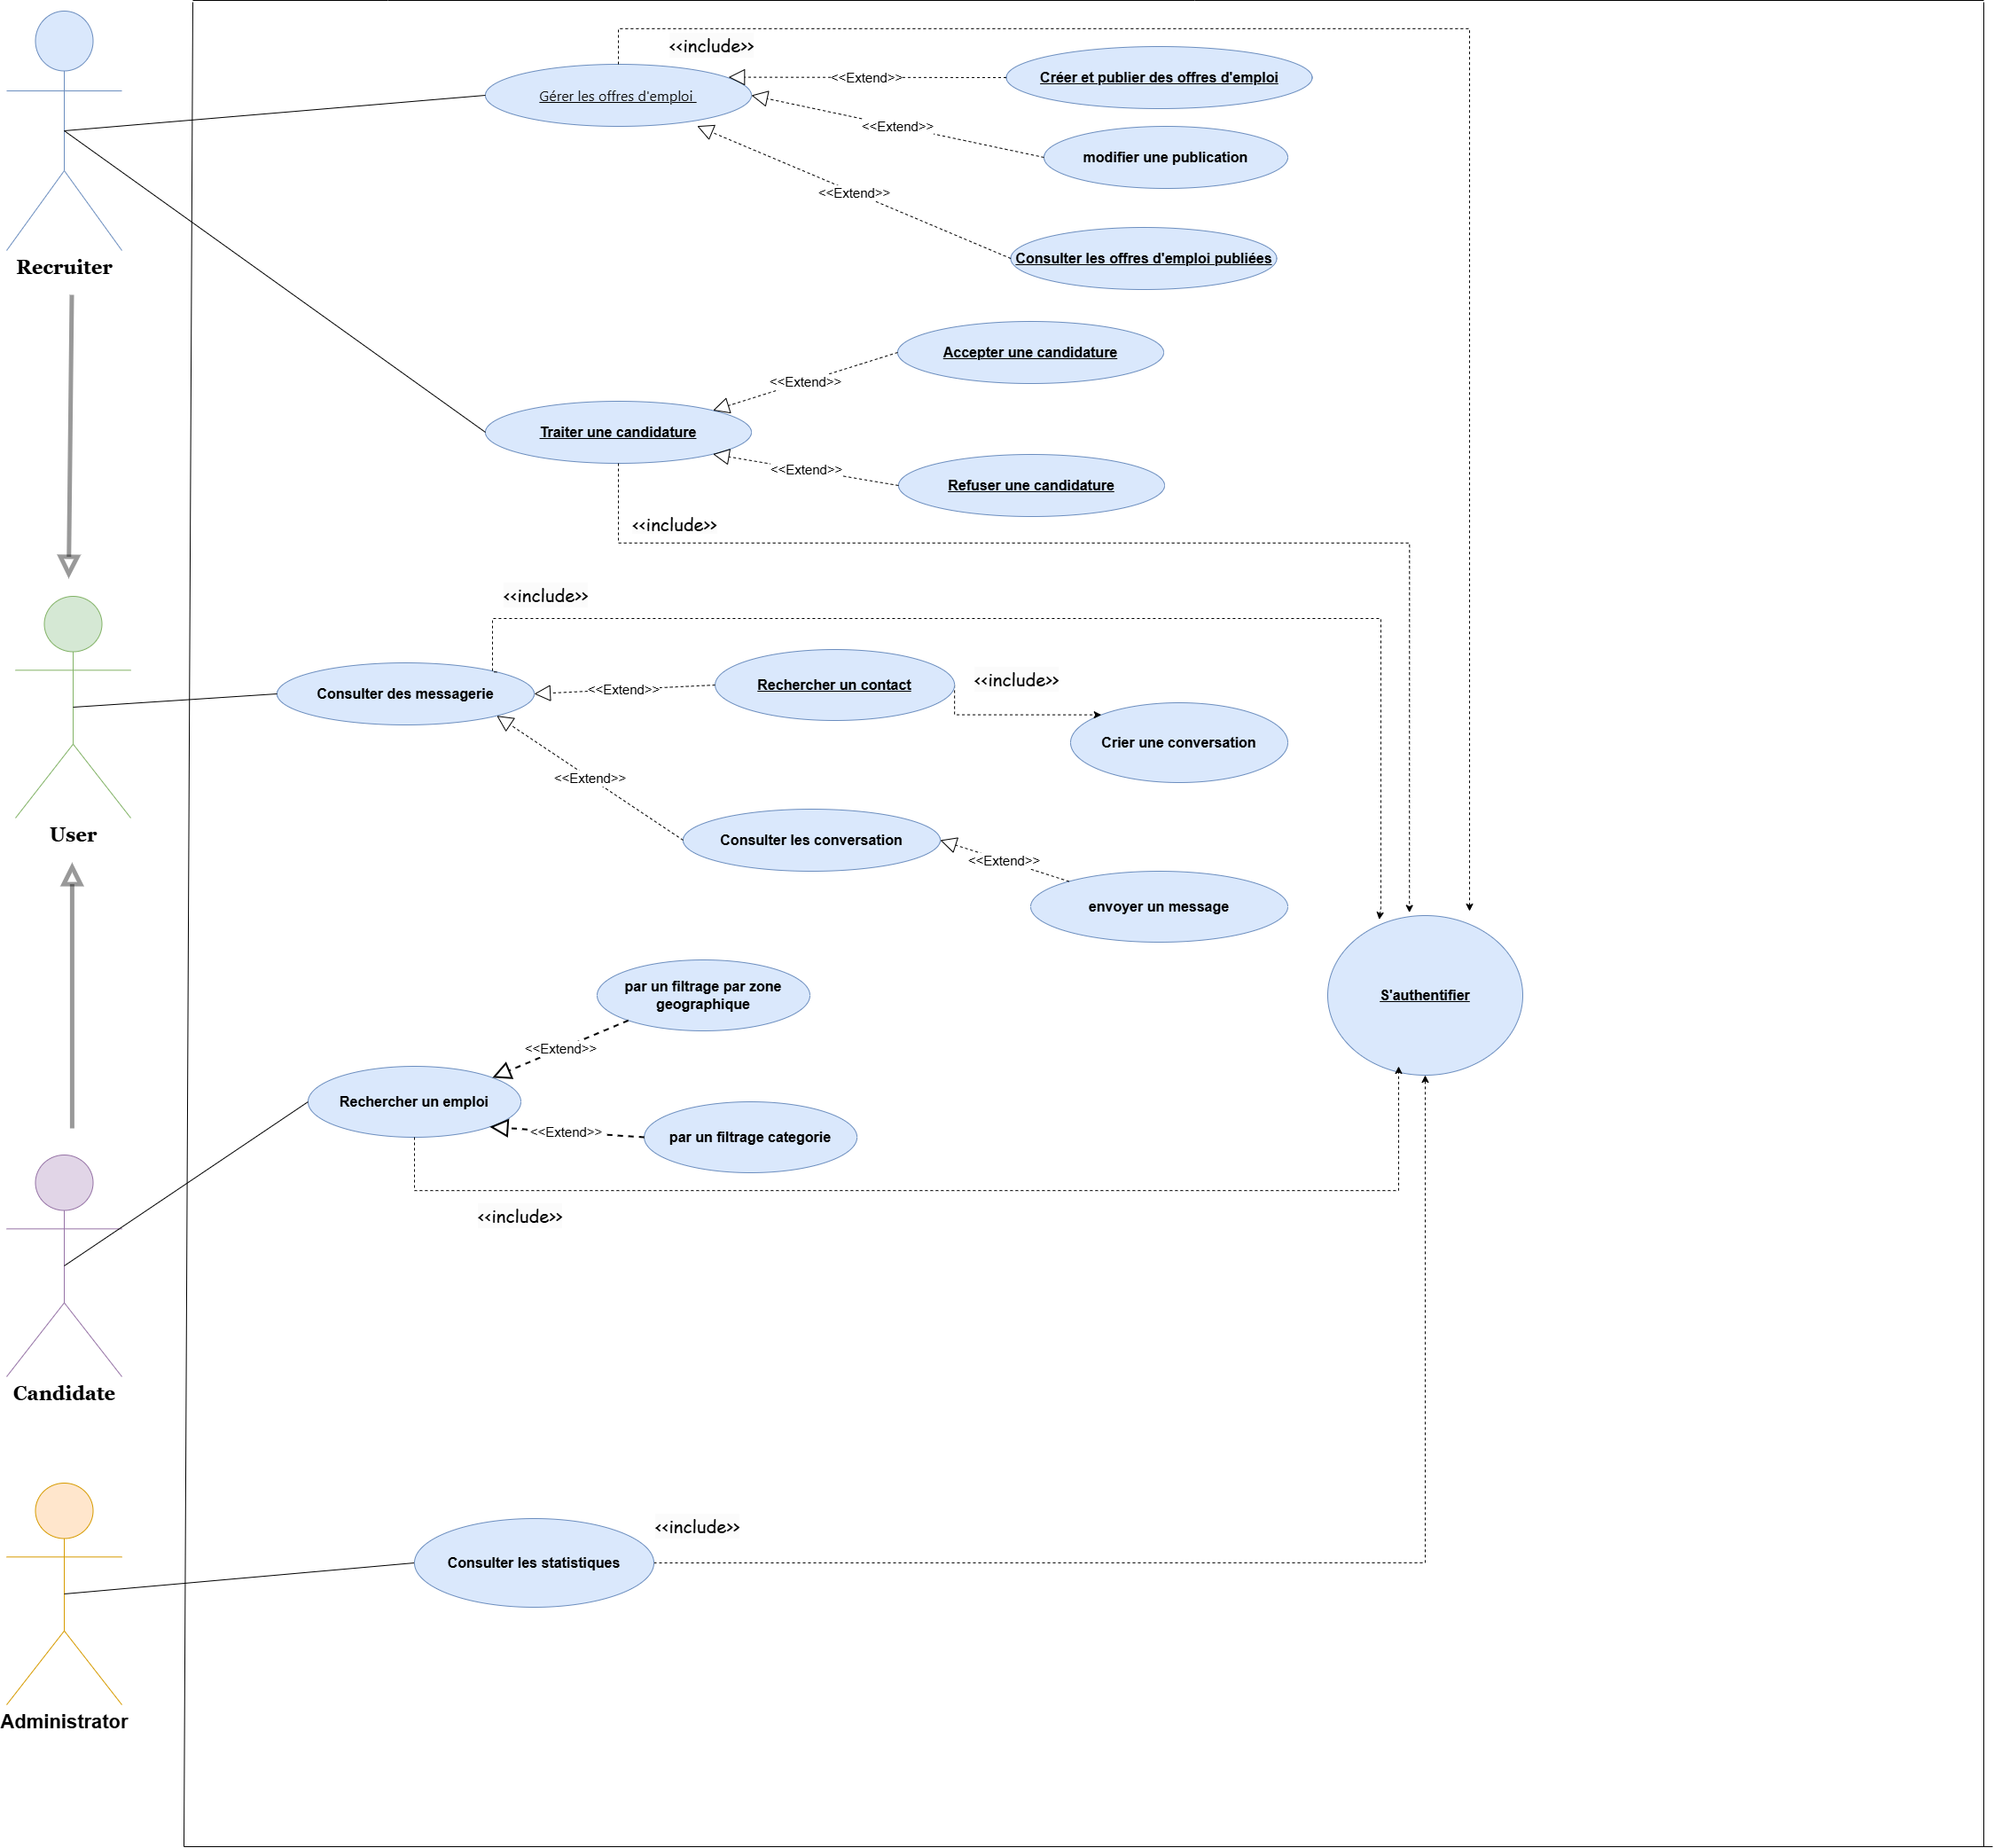 <<include>>
Gérer les offres d'emploi
<<Extend>>
Créer et publier des offres d'emploi
<<Extend>>
modifier une publication
<<Extend>>
Consulter les offres d'emploi publiées
Recruiter
Accepter une candidature
<<Extend>>
Traiter une candidature
<<Extend>>
Refuser une candidature
<<include>>
<<include>>
Consulter des messagerie
<<Extend>>
Rechercher un contact
<<include>>
Crier une conversation
<<Extend>>
User
Consulter les conversation
<<Extend>>
envoyer un message
par un filtrage par zone
geographique
S'authentifier
<<Extend>>
Rechercher un emploi
<<Extend>>
par un filtrage categorie
<<include>>
Candidate
<<include>>
Consulter les statistiques
Administrator